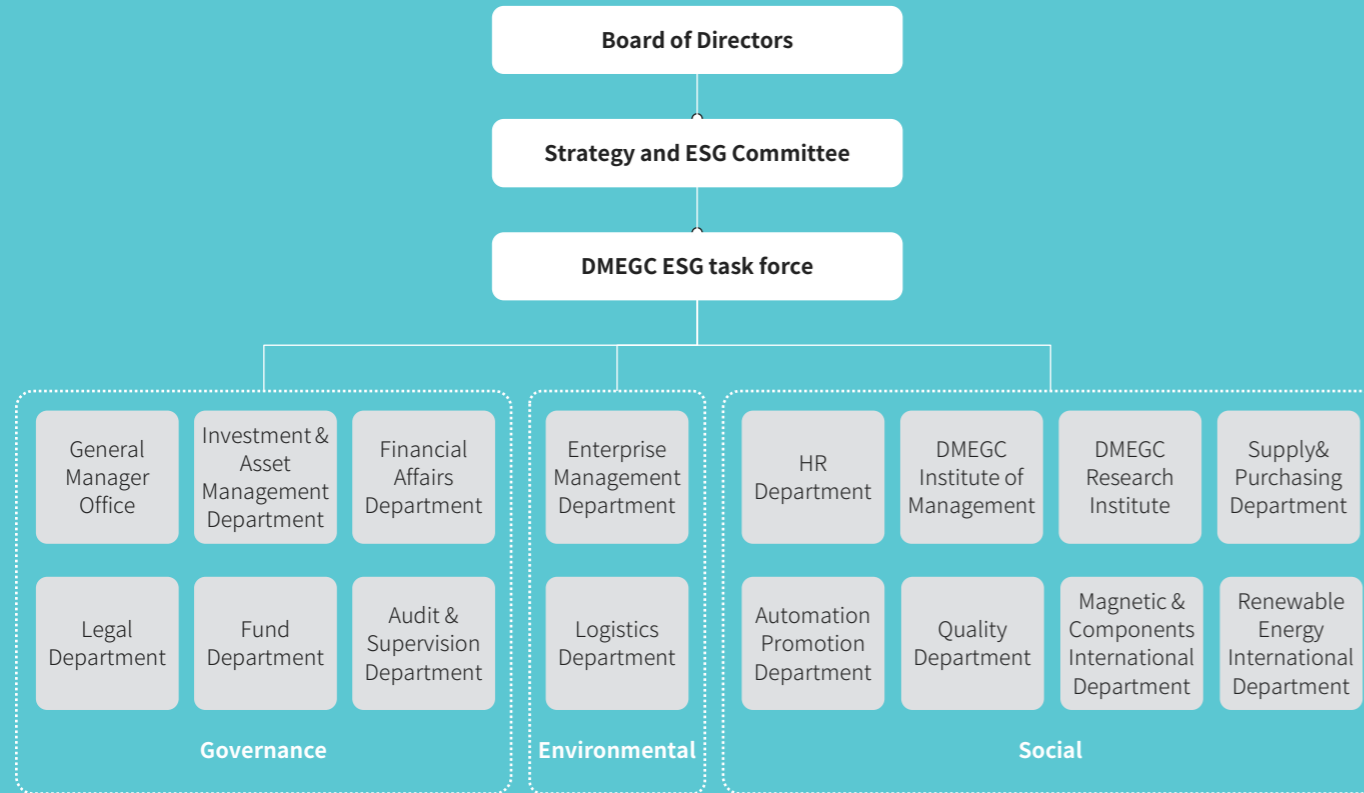 Board of Directors
Strategy and ESG Committee
DMEGC ESG task force
General
Manager
Office
Investment &
Asset
Management
Department
Financial
Affairs
Department
Legal
Department
Fund
Department
Audit &
Supervision
Department
Governance
Enterprise
Management
Department
Logistics
Department
Environmental
HR
Department
DMEGC
Institute of
Management
DMEGC
Research
Institute
Supply&
Purchasing
Department
Automation
Promotion
Department
Quality
Department
Magnetic &
Components
International
Department
Renewable
Energy
International
Department
Social